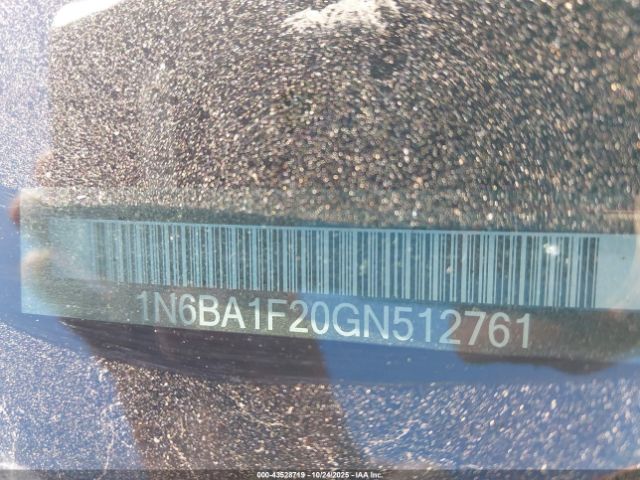 1N6BA1F20GN512761
000-43528719 • 10/24/2025 • IAA Inc.